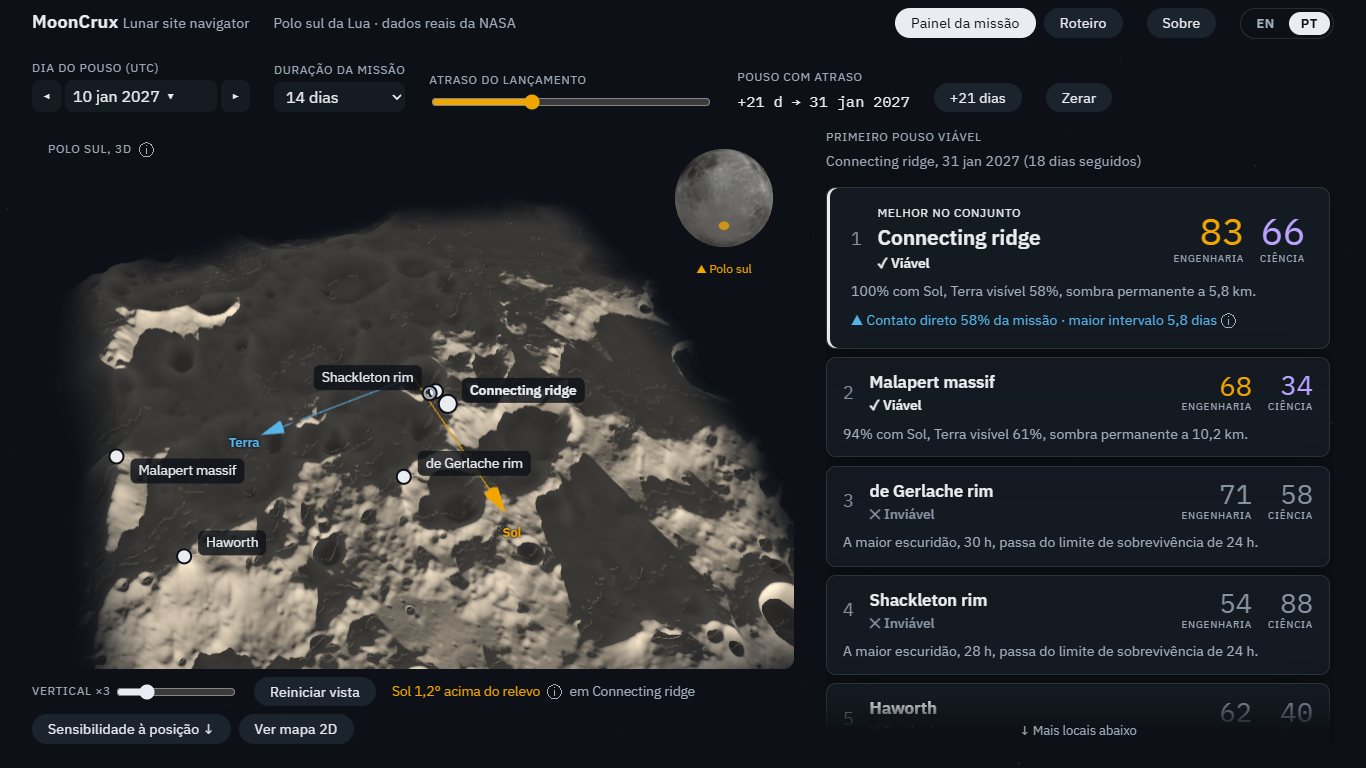 MoonCrux Lunar site navigator
Polo sul da Lua · dados reais da NASA
Painel da missão
Roteiro
Sobre
EN
PT
DIA DO POUSO (UTC)
◂
10 jan 2027 ▾
▸
DURAÇÃO DA MISSÃO
14 dias
ATRASO DO LANÇAMENTO
POUSO COM ATRASO
+21 d → 31 jan 2027
+21 dias
Zerar
POLO SUL, 3D ⓘ
▲ Polo sul
Shackleton rim
Connecting ridge
Terra
de Gerlache rim
Malapert massif
Sol
Haworth
VERTICAL ×3
Reiniciar vista
Sol 1,2° acima do relevo ⓘ em Connecting ridge
Sensibilidade à posição ↓
Ver mapa 2D
PRIMEIRO POUSO VIÁVEL
Connecting ridge, 31 jan 2027 (18 dias seguidos)
MELHOR NO CONJUNTO
1 Connecting ridge
83 66
✓ Viável
ENGENHARIA CIÊNCIA
100% com Sol, Terra visível 58%, sombra permanente a 5,8 km.
▲ Contato direto 58% da missão · maior intervalo 5,8 dias ⓘ
2 Malapert massif
68 34
✓ Viável
ENGENHARIA CIÊNCIA
94% com Sol, Terra visível 61%, sombra permanente a 10,2 km.
3 de Gerlache rim
71 58
✕ Inviável
ENGENHARIA CIÊNCIA
A maior escuridão, 30 h, passa do limite de sobrevivência de 24 h.
4 Shackleton rim
54 88
✕ Inviável
ENGENHARIA CIÊNCIA
A maior escuridão, 28 h, passa do limite de sobrevivência de 24 h.
5 Haworth
62 40
↓ Mais locais abaixo